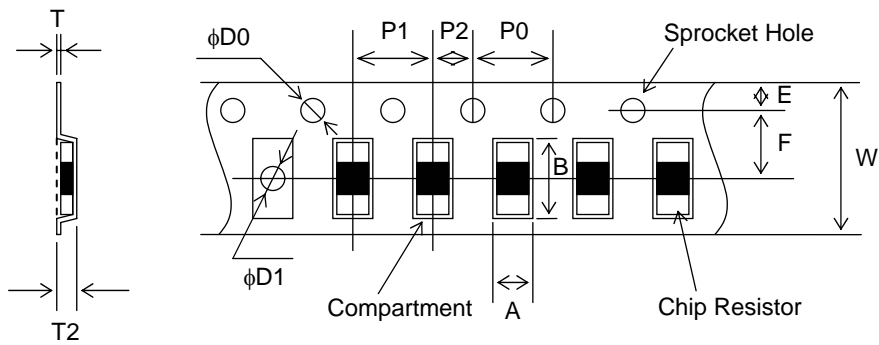 T
P1 P2 P0
Sprocket Hole
ϕD0
E
F
W
B
ϕD1
Compartment
A
Chip Resistor
T2